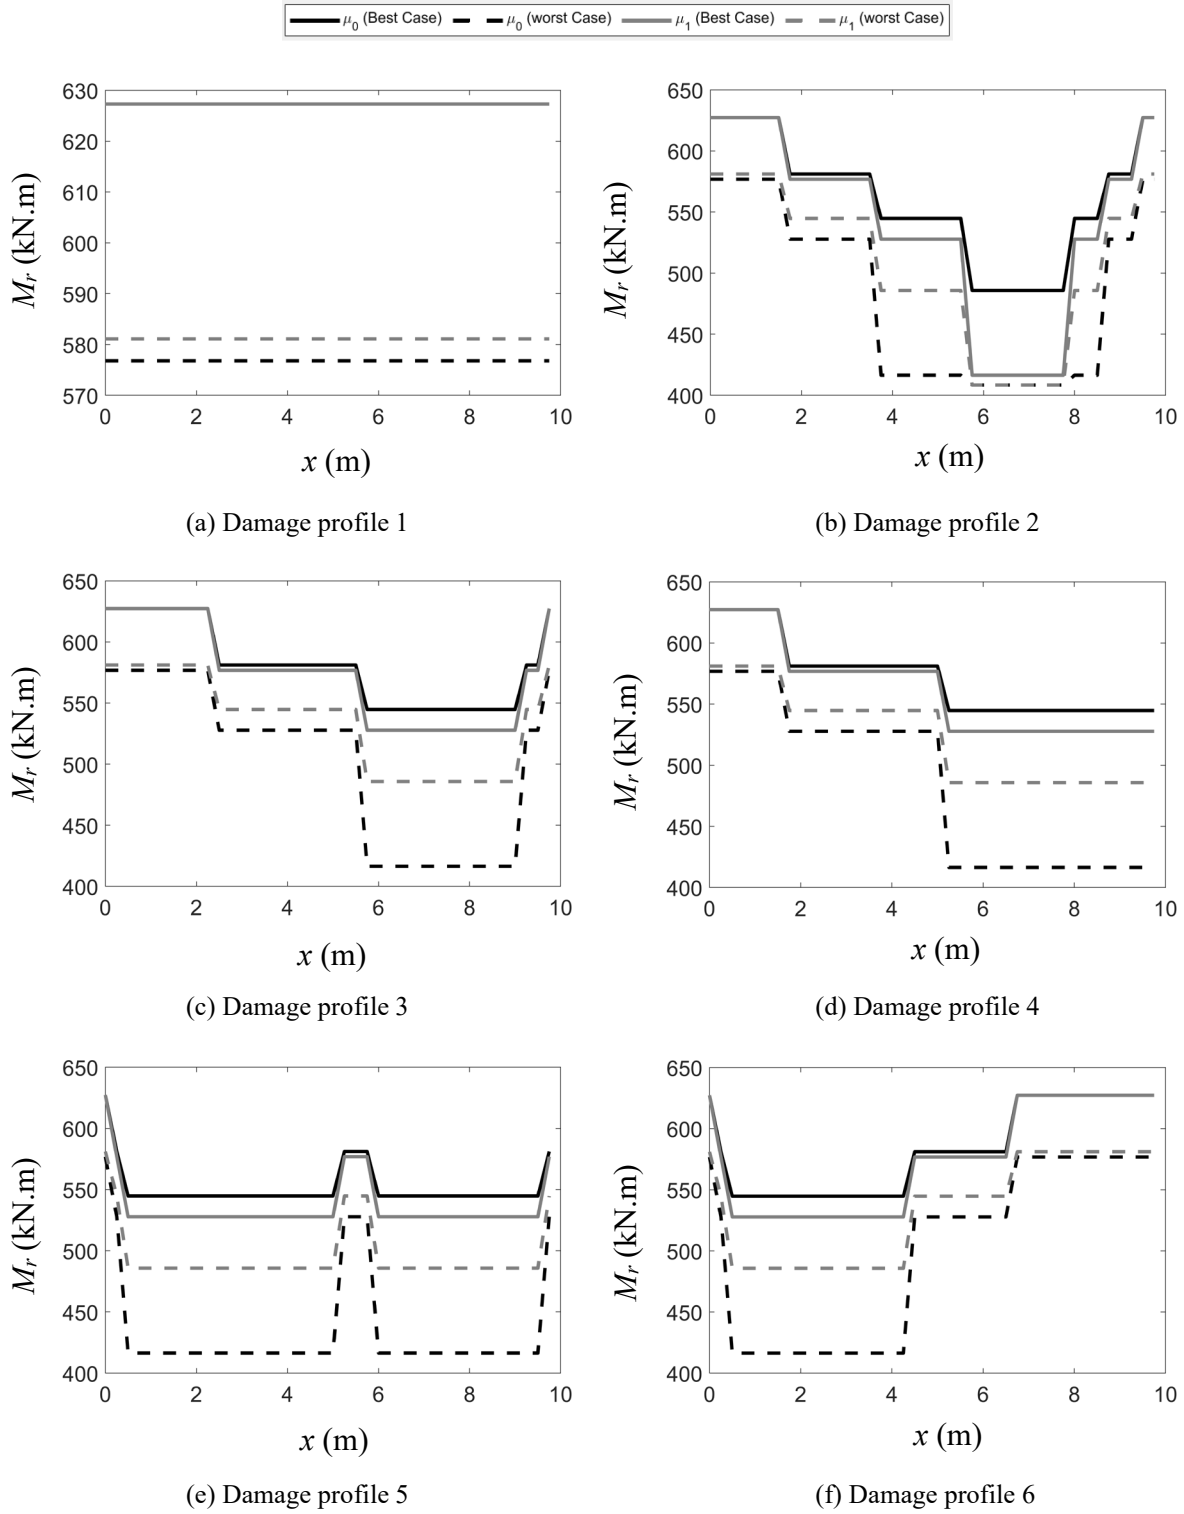 μ0 (Best Case) μ0 (worst Case) μ1 (Best Case) μ1 (worst Case)
630
620
610
600
590
580
570
0 2 4 6 8 10
Mr (kN.m)
x (m)
(a) Damage profile 1
650
600
550
500
450
400
0 2 4 6 8 10
Mr (kN.m)
x (m)
(b) Damage profile 2
650
600
550
500
450
400
0 2 4 6 8 10
Mr (kN.m)
x (m)
(c) Damage profile 3
650
600
550
500
450
400
0 2 4 6 8 10
Mr (kN.m)
x (m)
(d) Damage profile 4
650
600
550
500
450
400
0 2 4 6 8 10
Mr (kN.m)
x (m)
(e) Damage profile 5
650
600
550
500
450
400
0 2 4 6 8 10
Mr (kN.m)
x (m)
(f) Damage profile 6